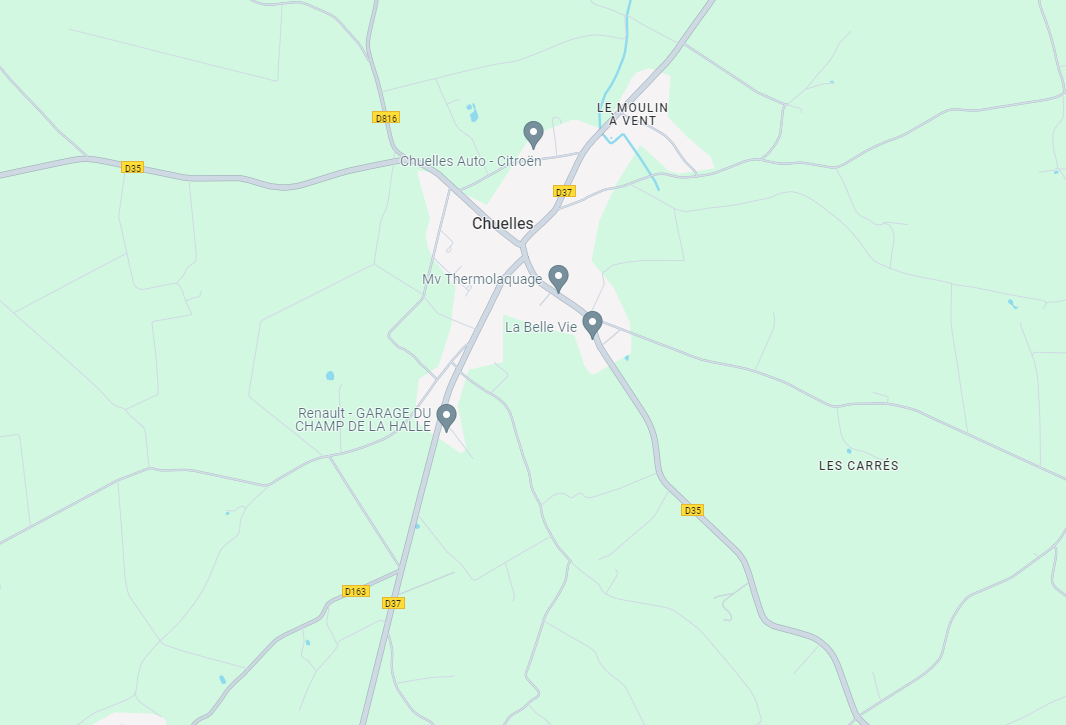 LE MOULIN
À VENT
D816
Chuelles Auto - Citroën
D35
D37
Chuelles
Mv Thermolaquage
La Belle Vie
Renault - GARAGE DU
CHAMP DE LA HALLE
LES CARRÉS
D35
D163
D37